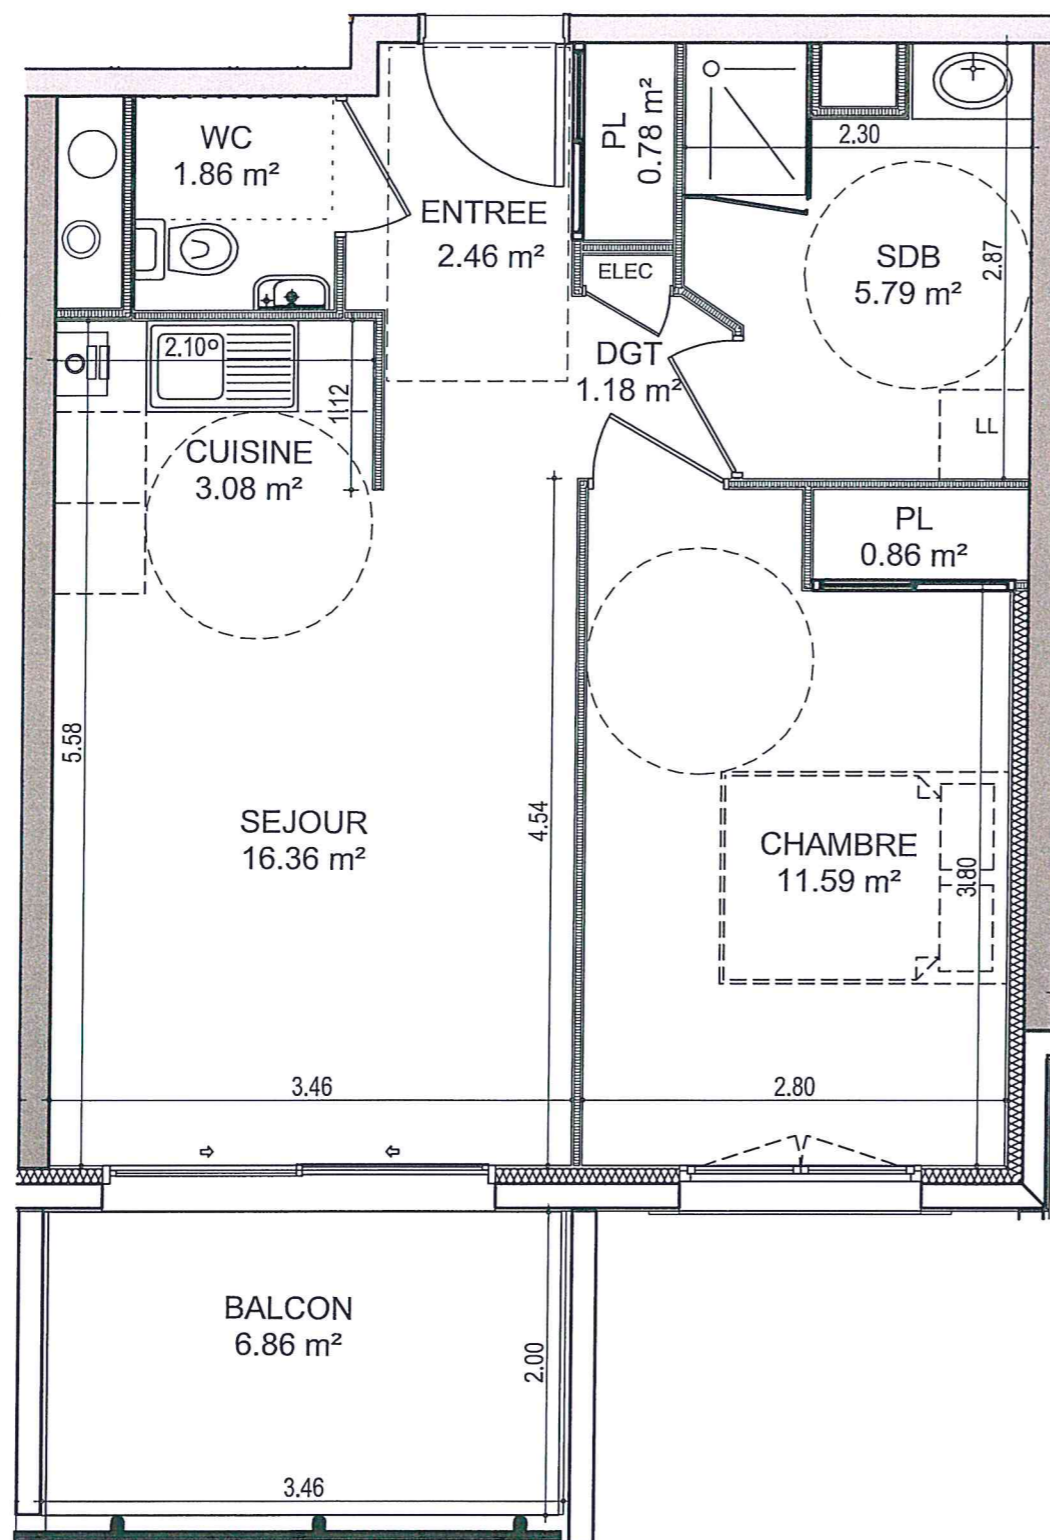 WC
1.86 m²
PL
0.78 m²
2.30
ENTREE
2.46 m²
SDB
5.79 m²
2.87
ELEC
2.10
1.12
DGT
1.18 m²
LL
CUISINE
3.08 m²
PL
0.86 m²
5.58
SEJOUR
16.36 m²
4.54
CHAMBRE
11.59 m²
3.80
3.46
2.80
BALCON
6.86 m²
2.00
3.46